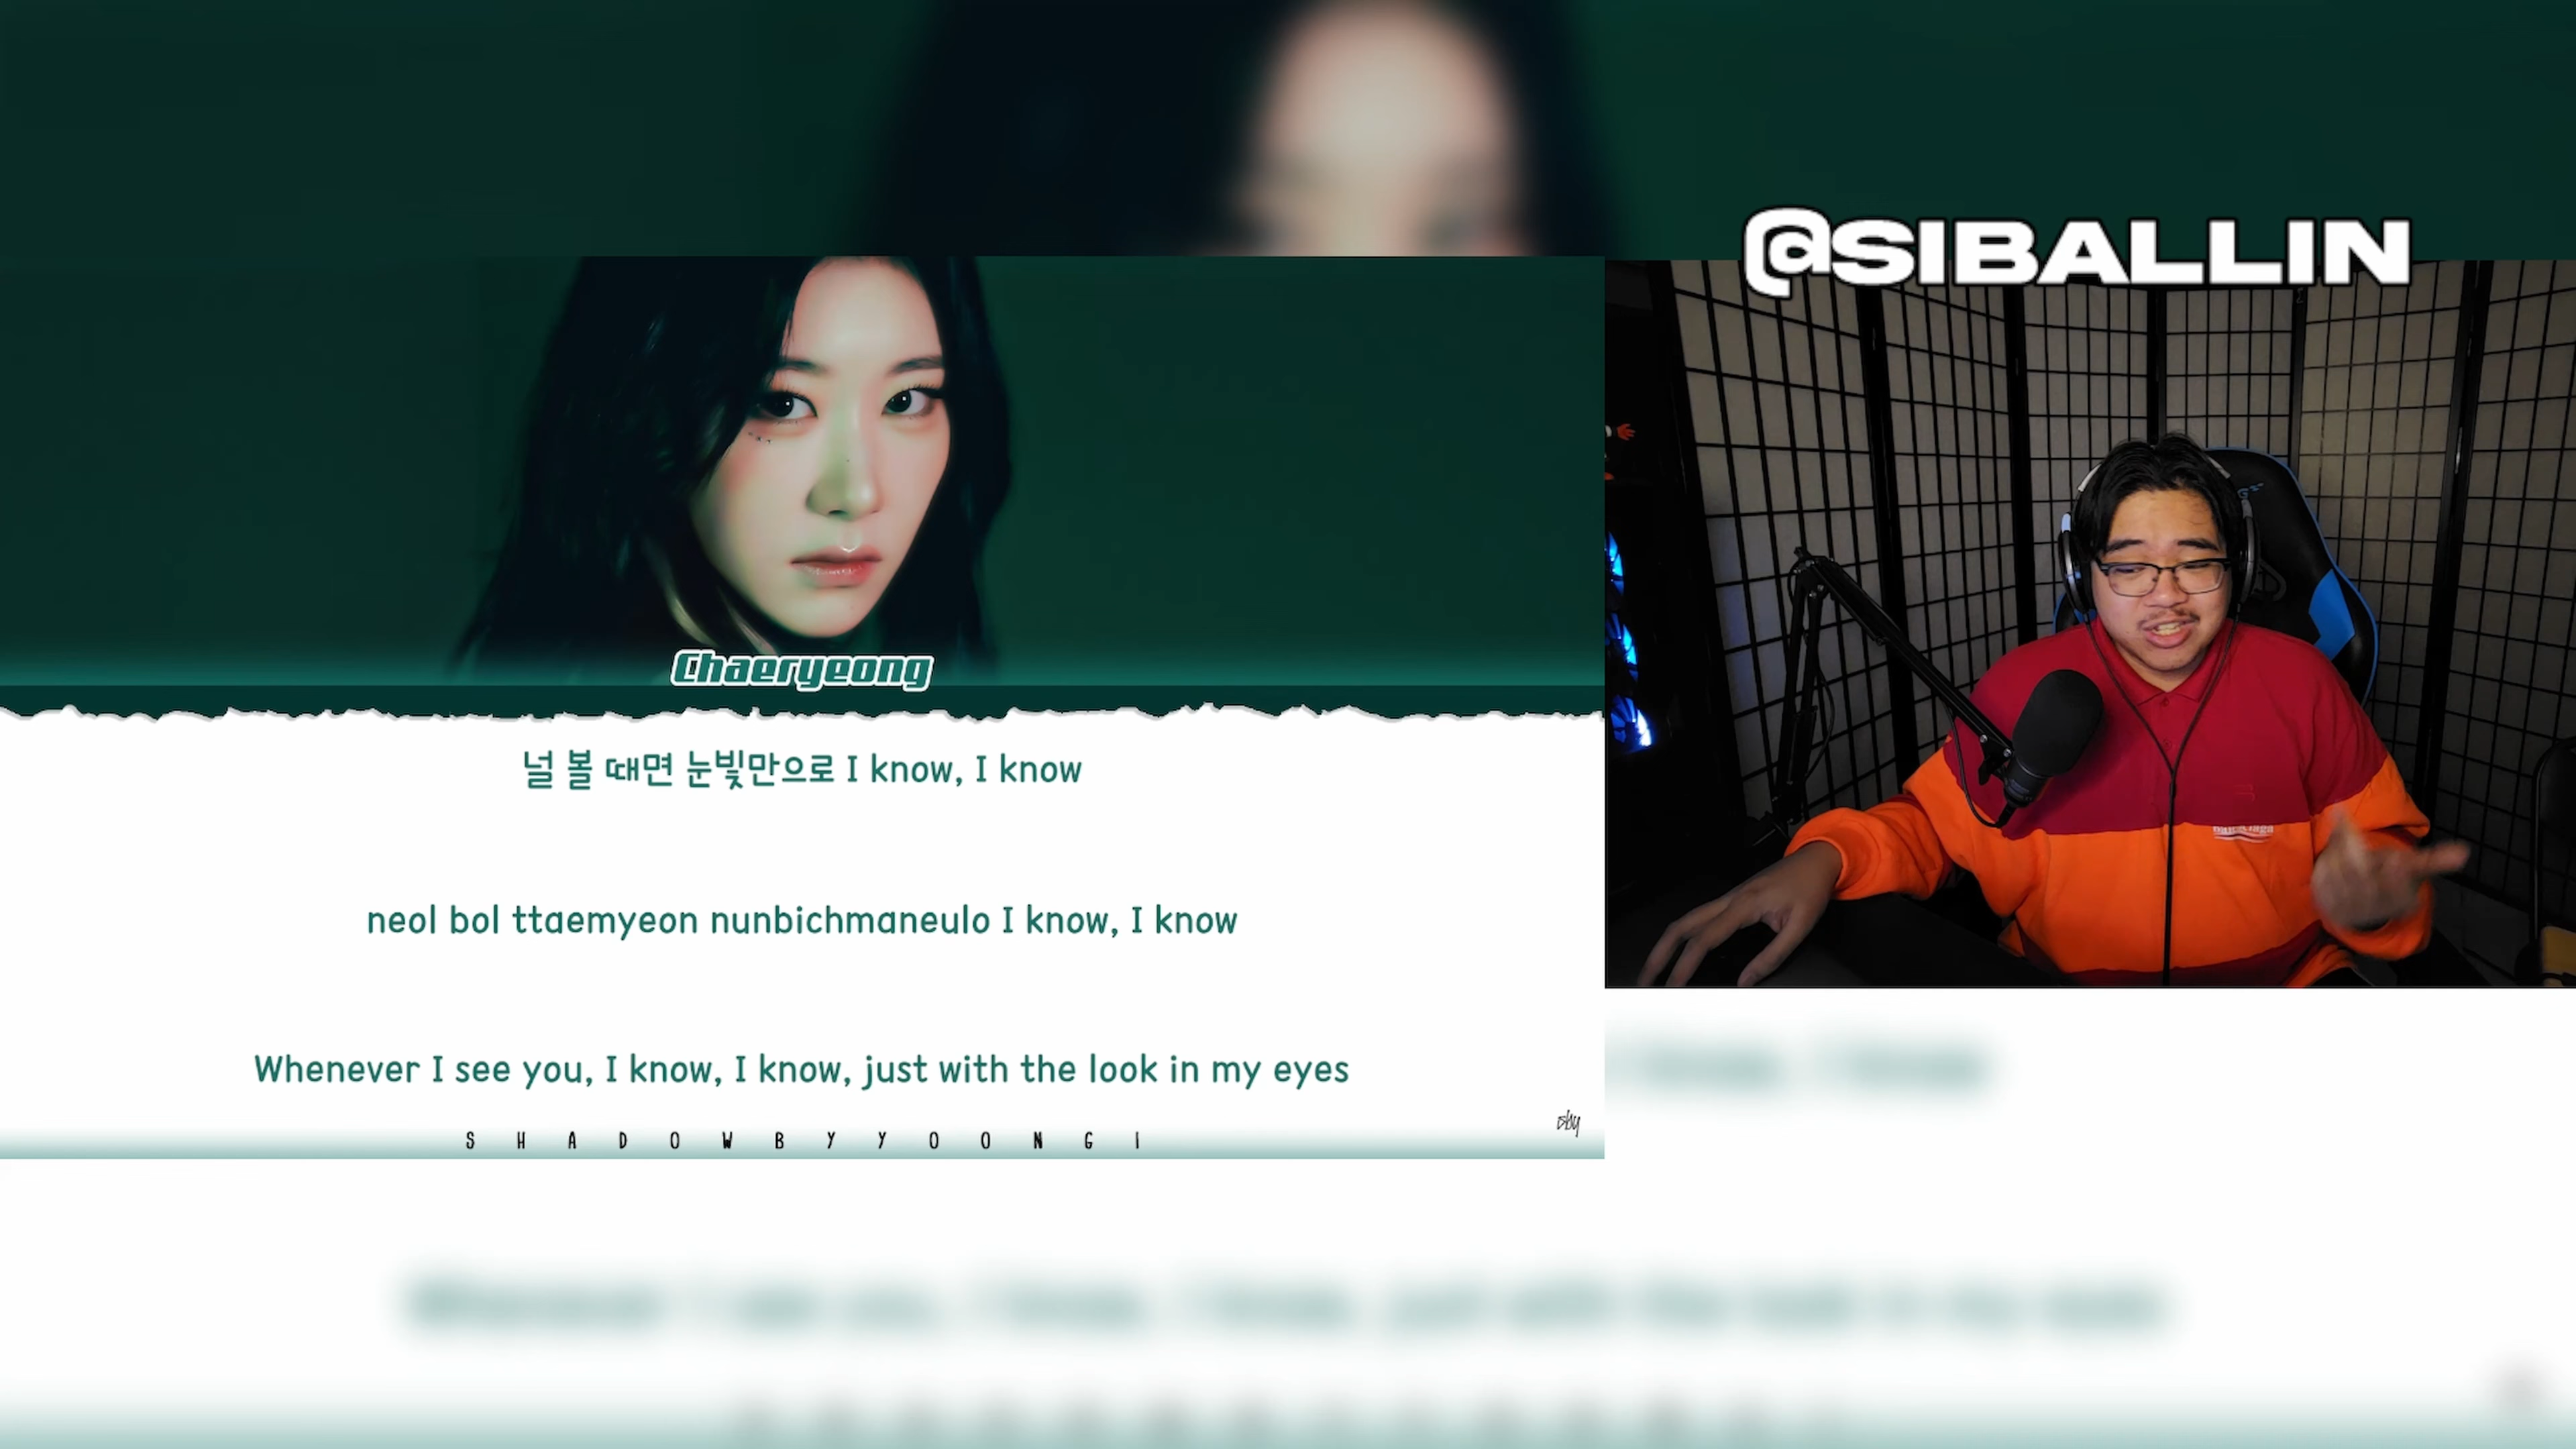 @SIBALLIN
Chaeryeong
널 볼 때면 눈빛만으로 I know, I know
neol bol ttaemyeon nunbichmaneulo I know, I know
Whenever I see you, I know, I know, just with the look in my eyes
SHADOWBYYOONGI
sby